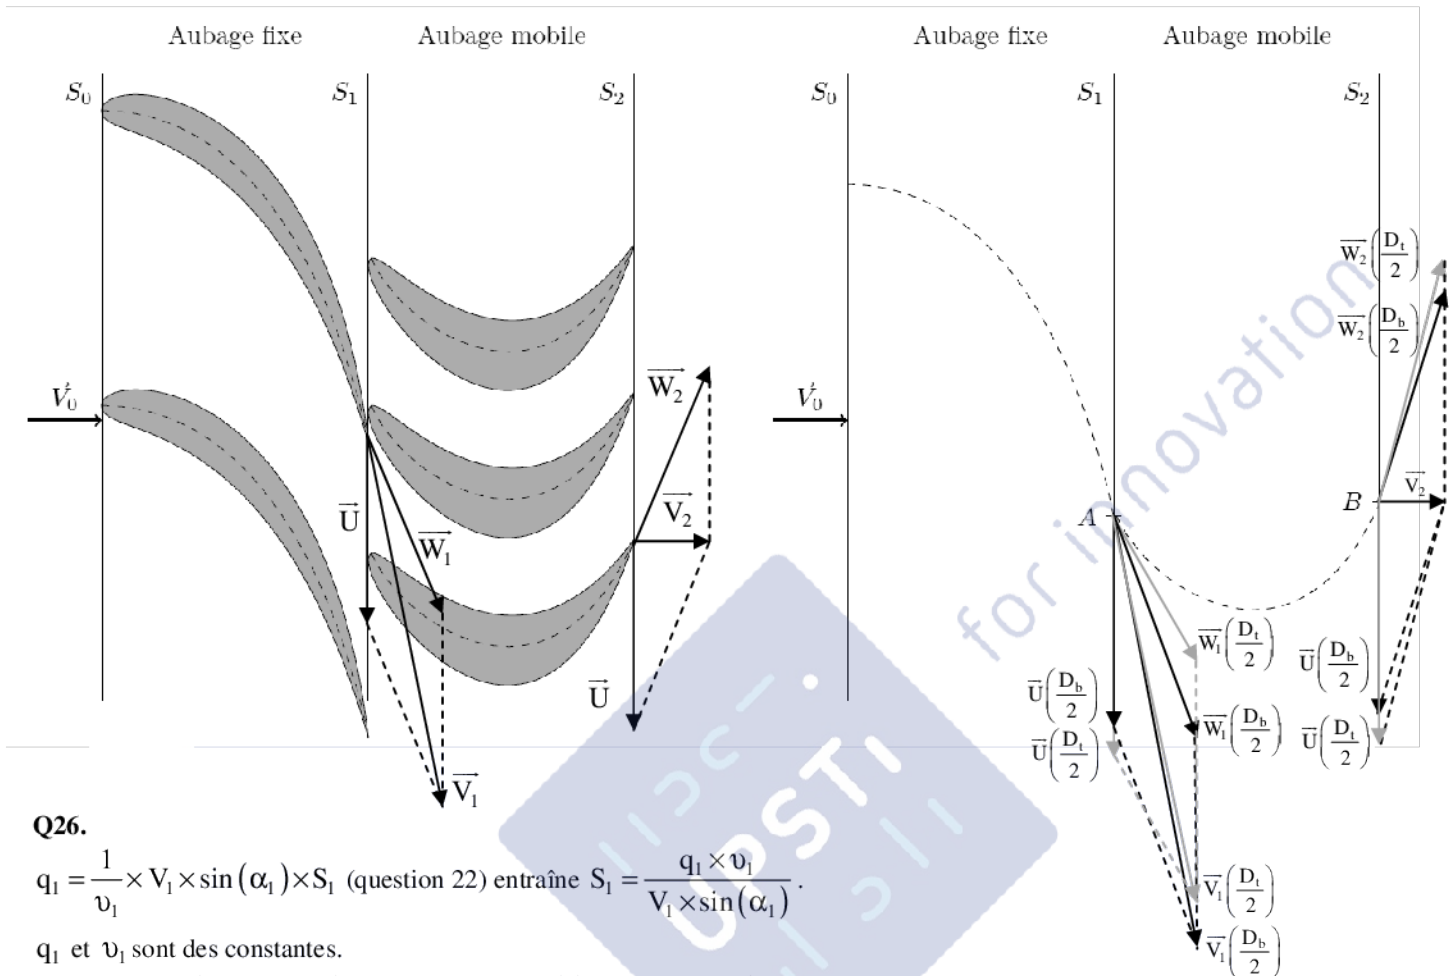 Aubage fixe Aubage mobile
S₀ S₁ S₂
V₀
U
W₁
V₁
W₂
V₂
U
Aubage fixe Aubage mobile
S₀ S₁ S₂
V₀
W₂(Dt/2)
W₂(Db/2)
A
B
V₂
W₁(Dt/2)
U(Db/2)
W₁(Db/2)
U(Dt/2)
U(Db/2)
U(Dt/2)
V₁(Dt/2)
V₁(Db/2)
for innovation
UPSTI
Q26.
q₁ = 1/υ₁ × V₁ × sin(α₁) × S₁ (question 22) entraîne S₁ = (q₁ × υ₁)/(V₁ × sin(α₁)).
q₁ et υ₁ sont des constantes.